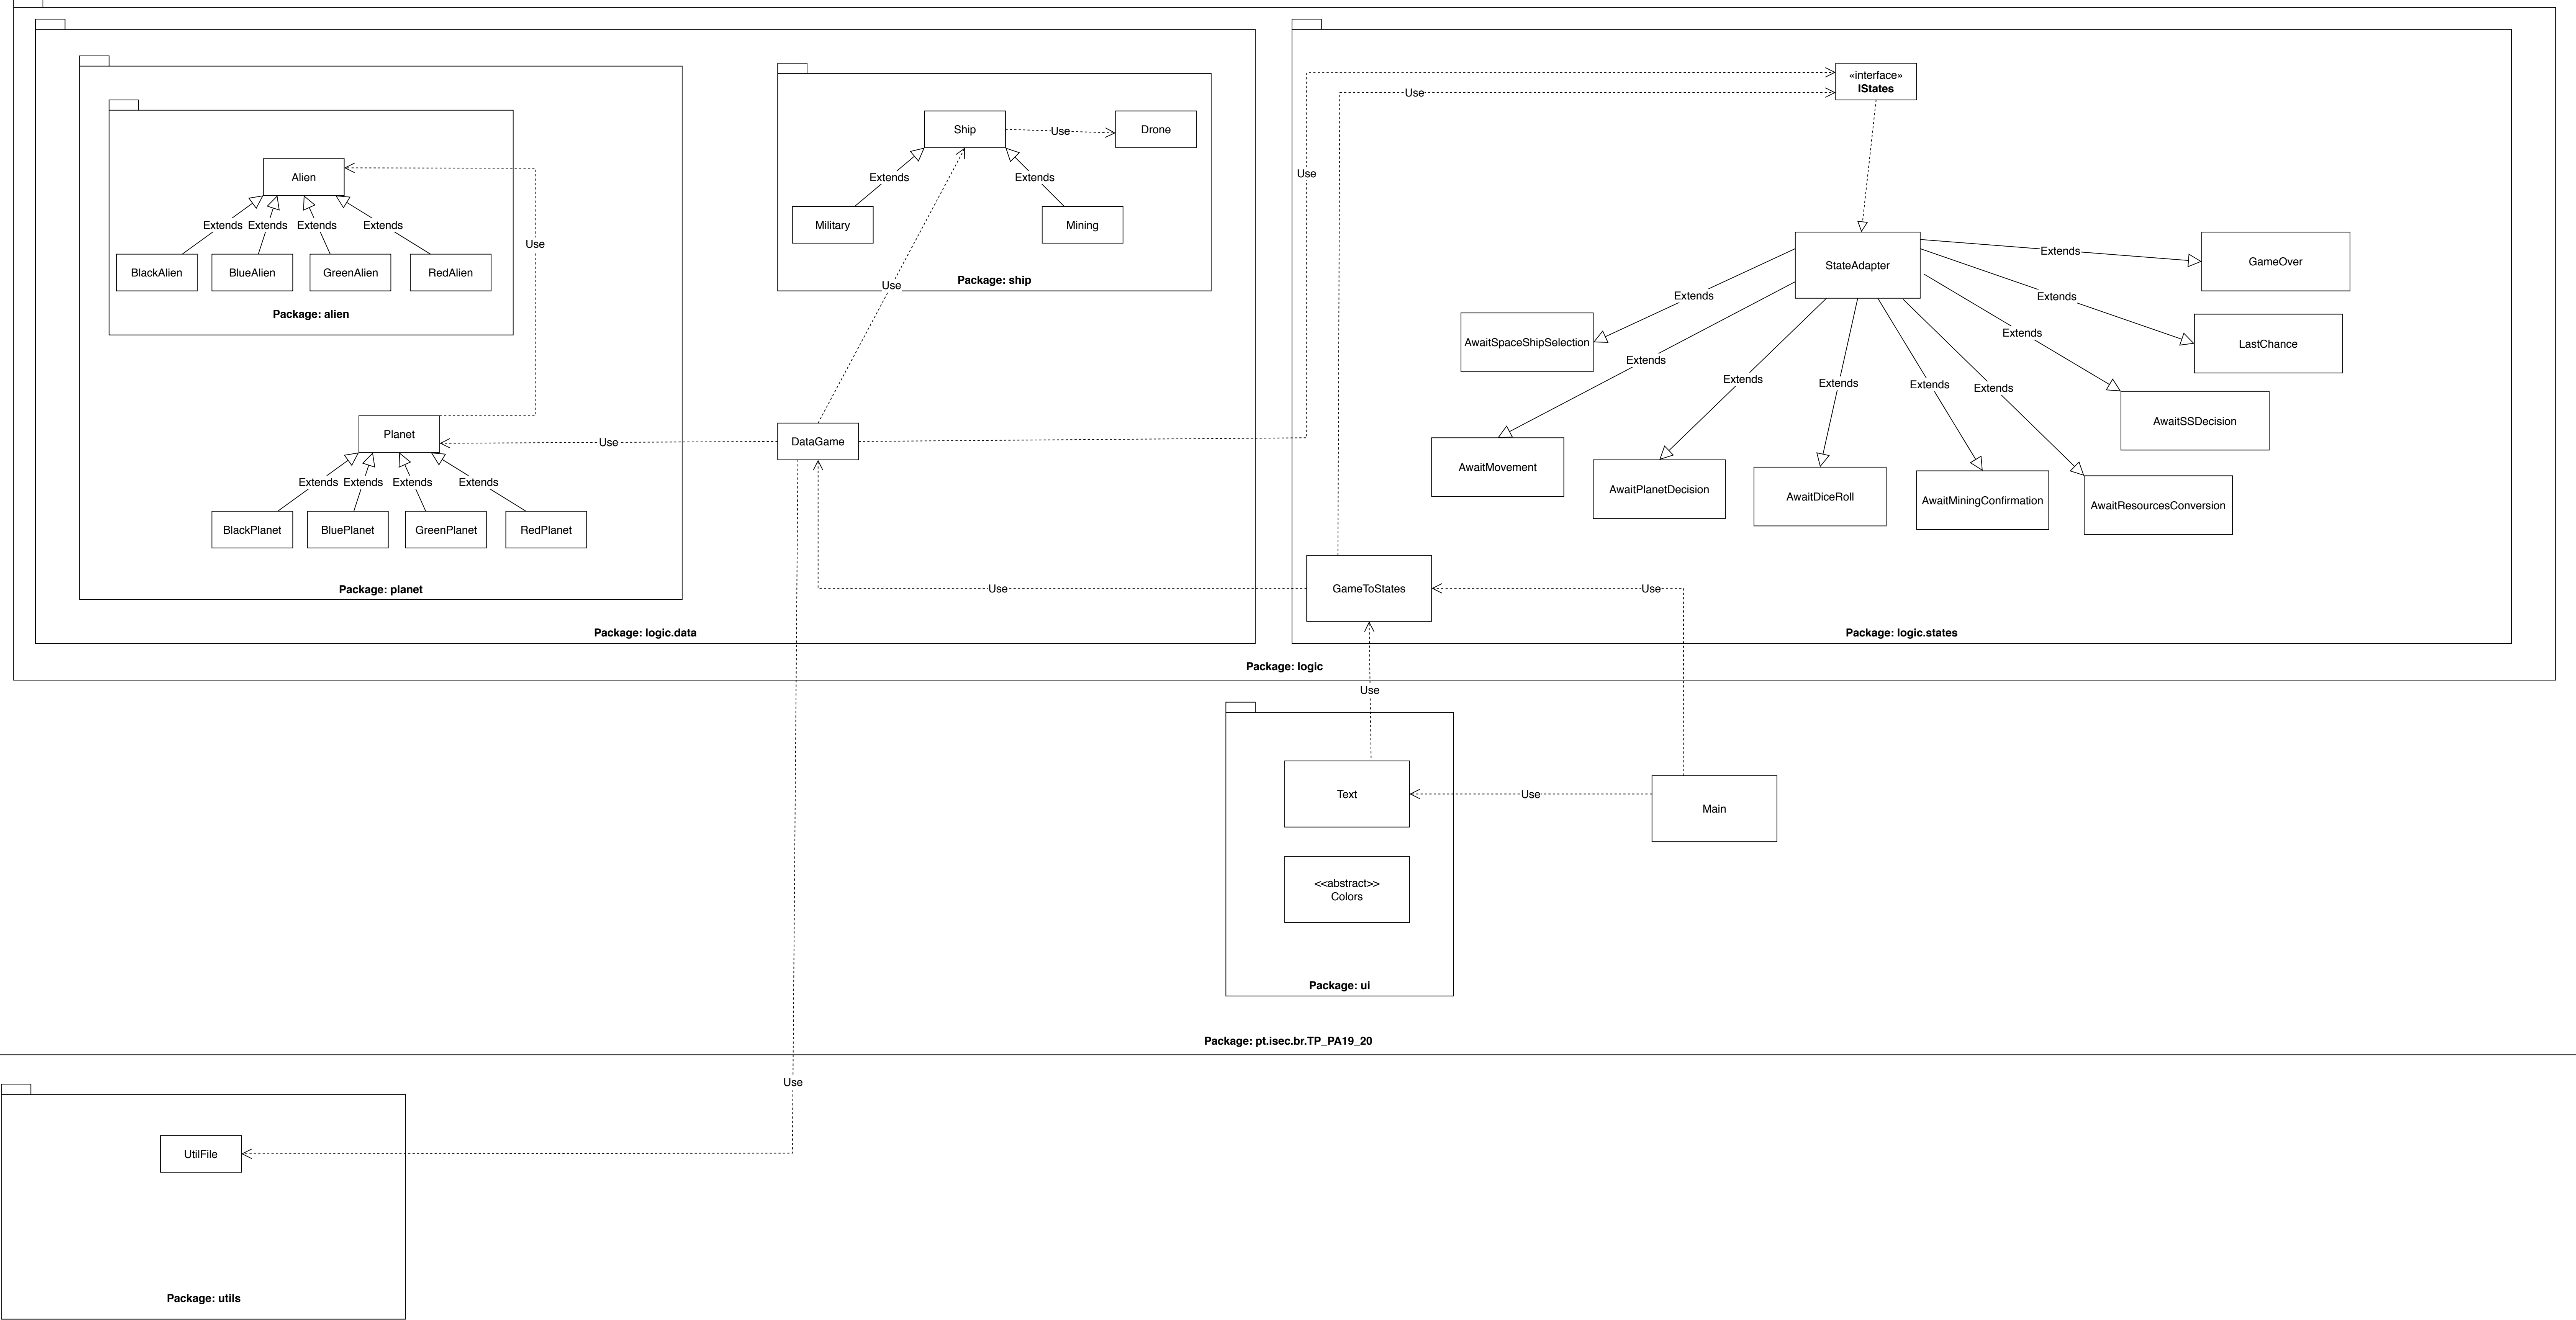 «interface»
IStates
Use
Use
Ship
Use
Drone
Extends
Extends
Military
Mining
Package: ship
Use
Alien
Extends
Extends
Extends
Extends
BlackAlien
BlueAlien
GreenAlien
RedAlien
Package: alien
Use
StateAdapter
Extends
GameOver
Extends
LastChance
Extends
AwaitSSDecision
Extends
AwaitSpaceShipSelection
Extends
AwaitMovement
Extends
AwaitPlanetDecision
Extends
AwaitDiceRoll
Extends
AwaitMiningConfirmation
Extends
AwaitResourcesConversion
Planet
Use
DataGame
Extends
Extends
Extends
Extends
BlackPlanet
BluePlanet
GreenPlanet
RedPlanet
Package: planet
Use
GameToStates
Use
Package: logic.data
Package: logic.states
Package: logic
Use
Text
Use
Main
<<abstract>>
Colors
Package: ui
Package: pt.isec.br.TP_PA19_20
Use
UtilFile
Package: utils